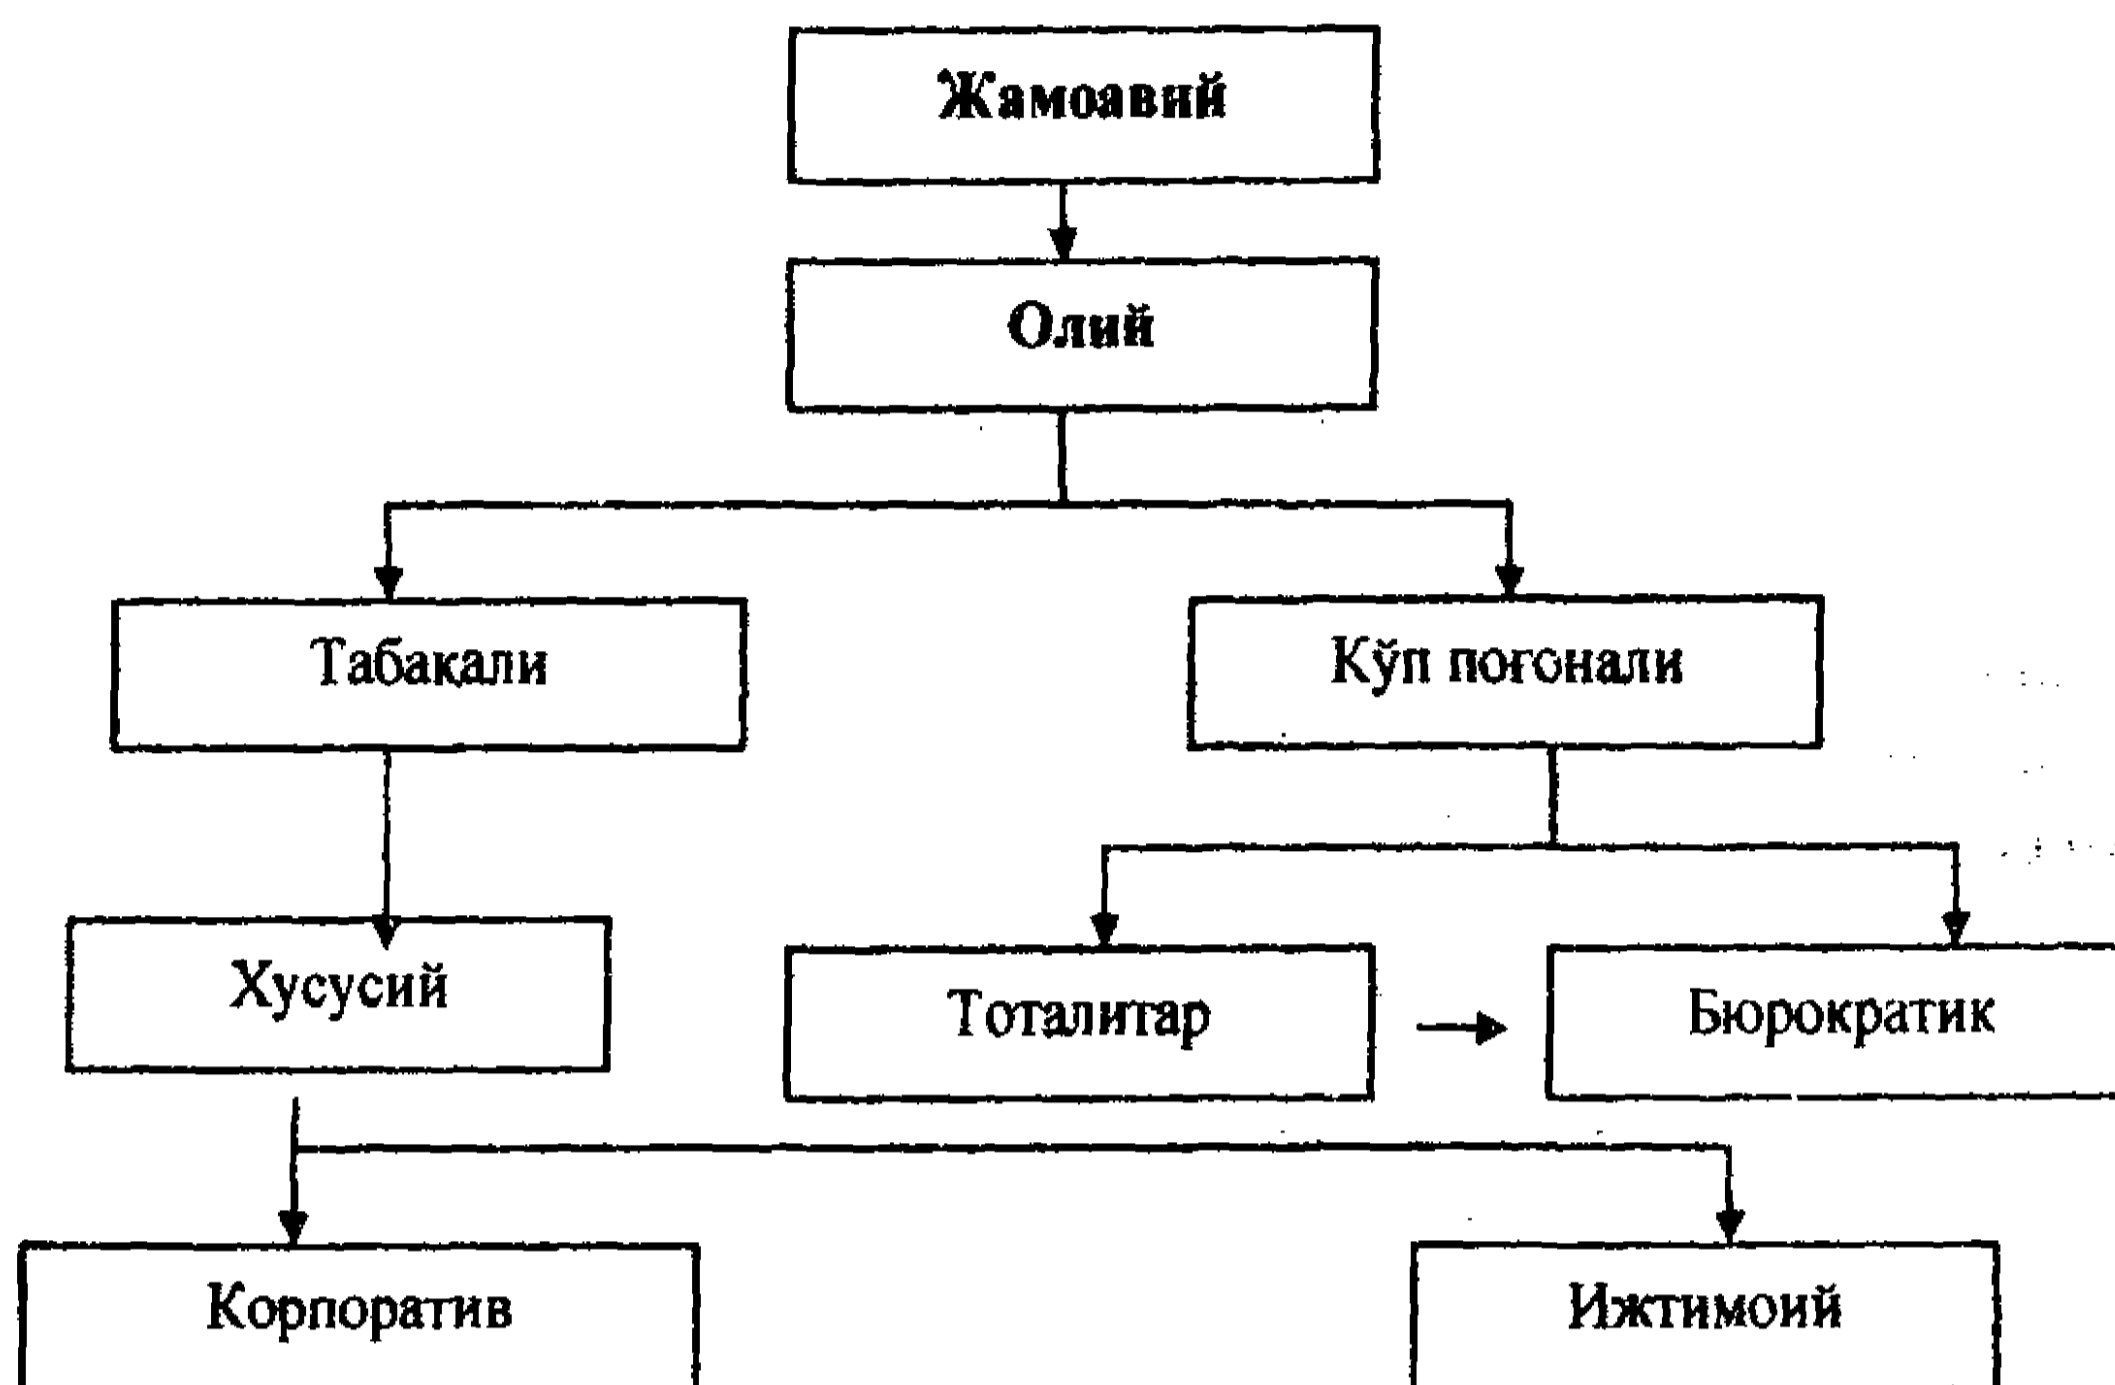 Жамоавий
Олий
Табақали
Кўп поғонали
Хусусий
Тоталитар
Бюрократик
Корпоратив
Ижтимоий